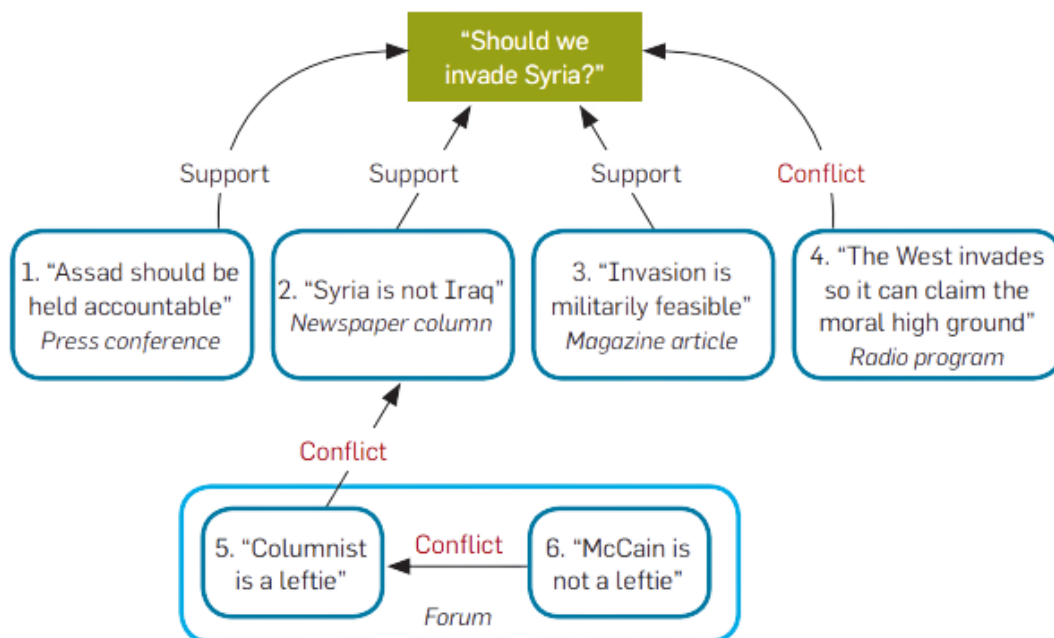 “Should we
invade Syria?”
Support
Support
Support
Conflict
1. “Assad should be
held accountable”
Press conference
2. “Syria is not Iraq”
Newspaper column
3. “Invasion is
militarily feasible”
Magazine article
4. “The West invades
so it can claim the
moral high ground”
Radio program
Conflict
5. “Columnist
is a leftie”
Conflict
6. “McCain is
not a leftie”
Forum